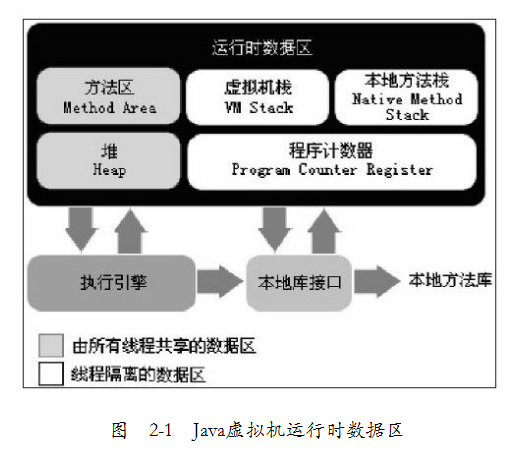 运行时数据区
方法区
Method Area
虚拟机栈
VM Stack
本地方法栈
Native Method
Stack
堆
Heap
程序计数器
Program Counter Register
执行引擎
本地库接口
本地方法库
由所有线程共享的数据区
线程隔离的数据区
图 2-1 Java虚拟机运行时数据区